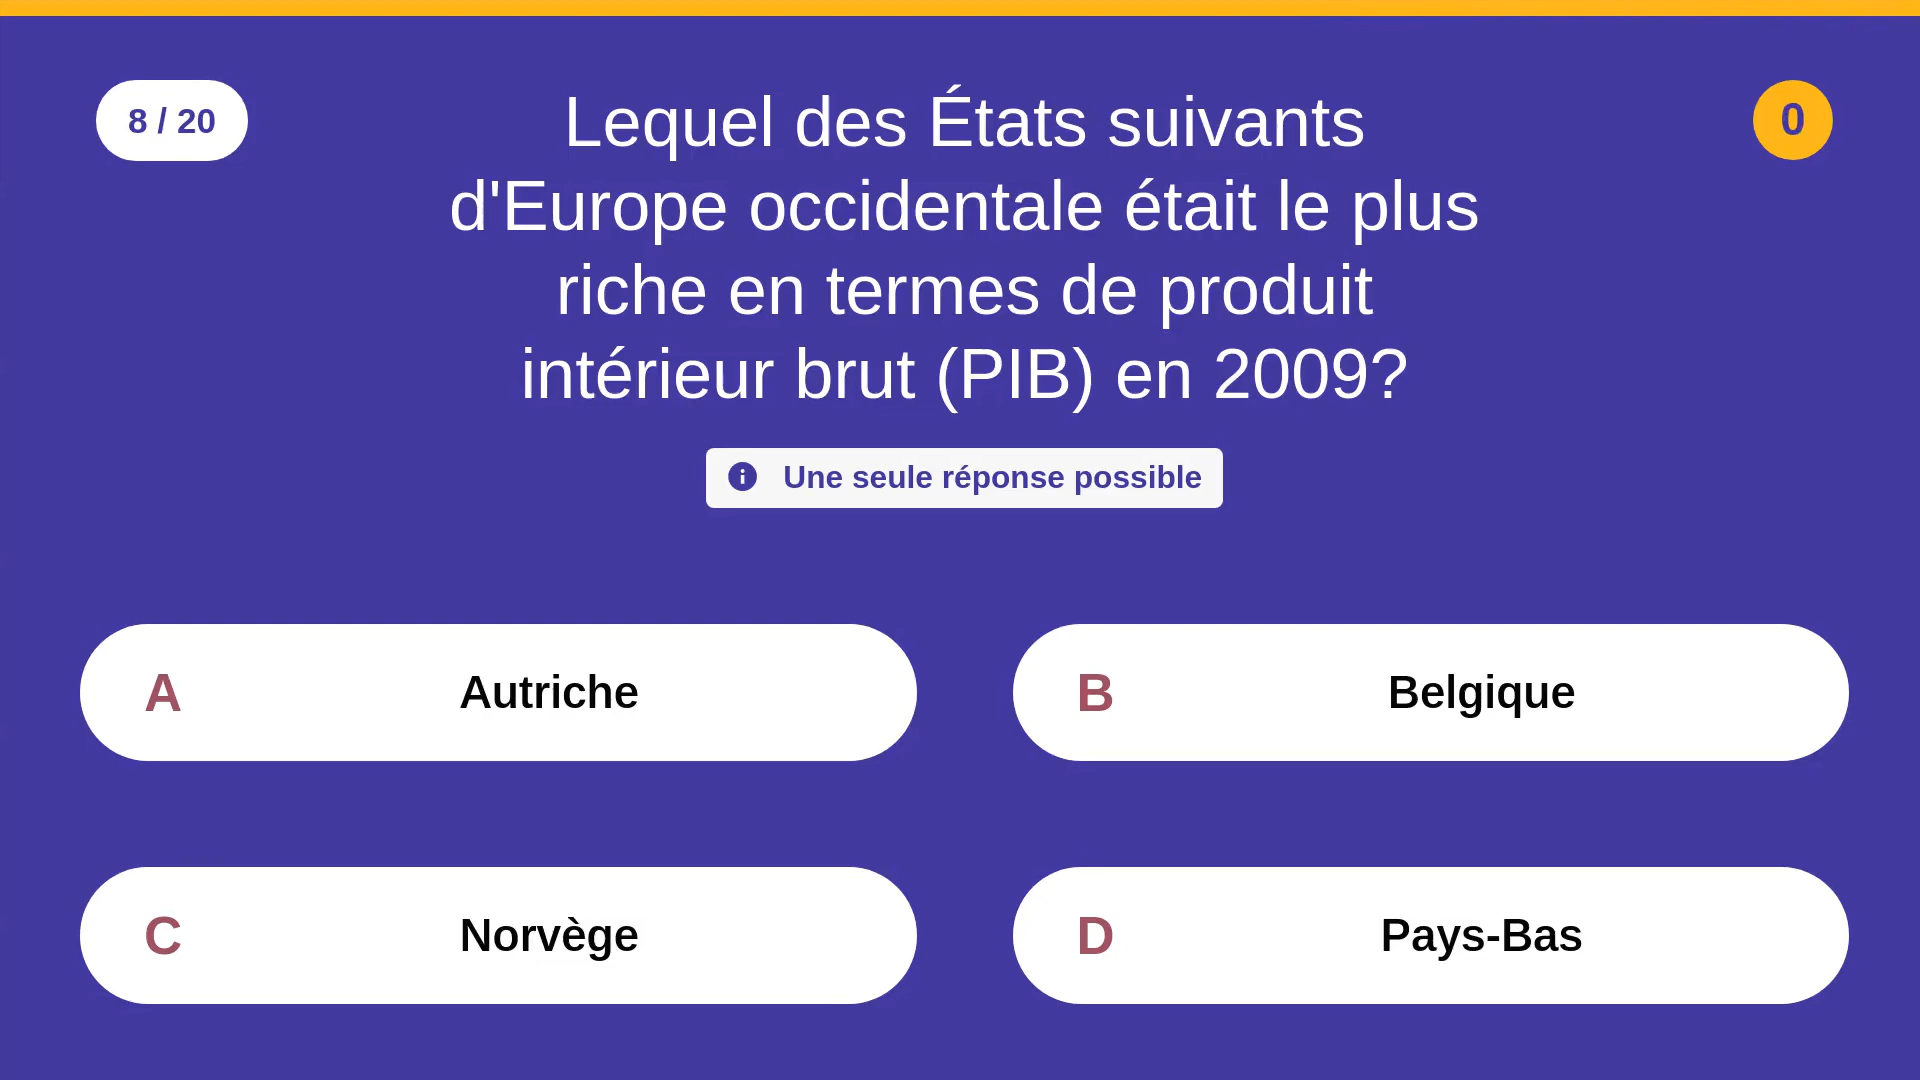 8 / 20
Lequel des États suivants
d'Europe occidentale était le plus
riche en termes de produit
intérieur brut (PIB) en 2009?
0
Une seule réponse possible
A Autriche
B Belgique
C Norvège
D Pays-Bas